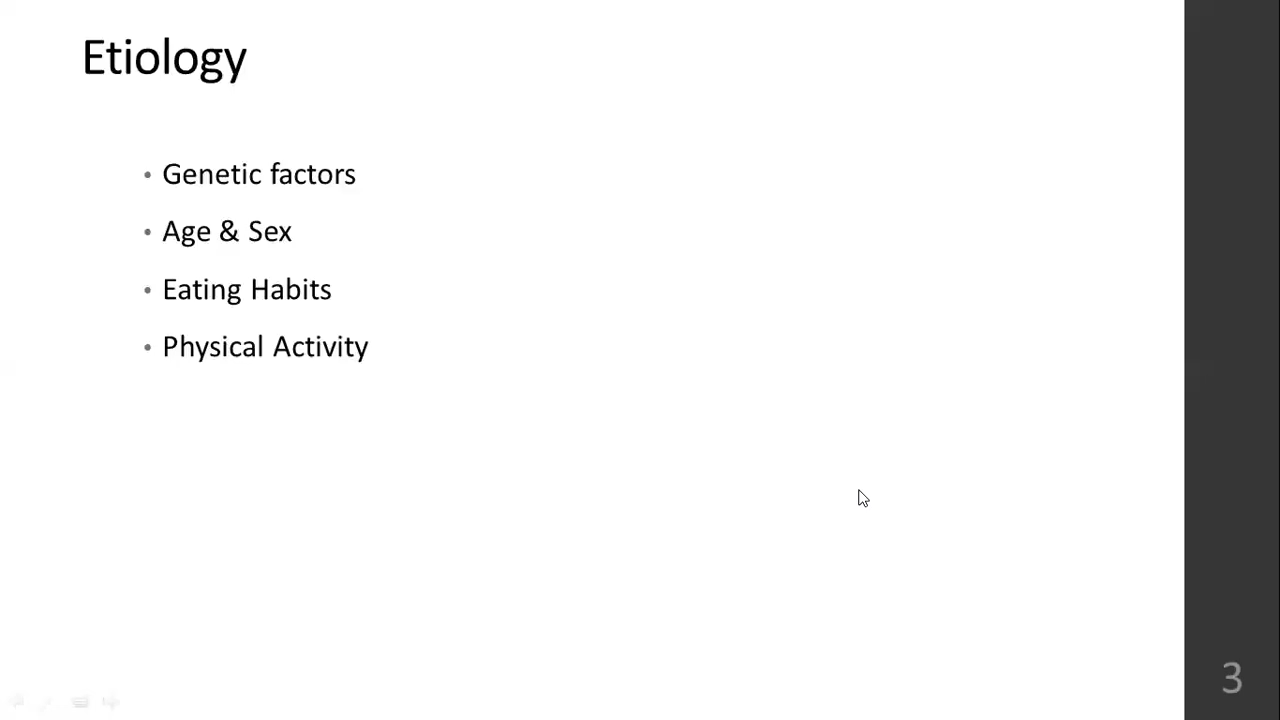 Etiology
• Genetic factors
• Age & Sex
• Eating Habits
• Physical Activity
3